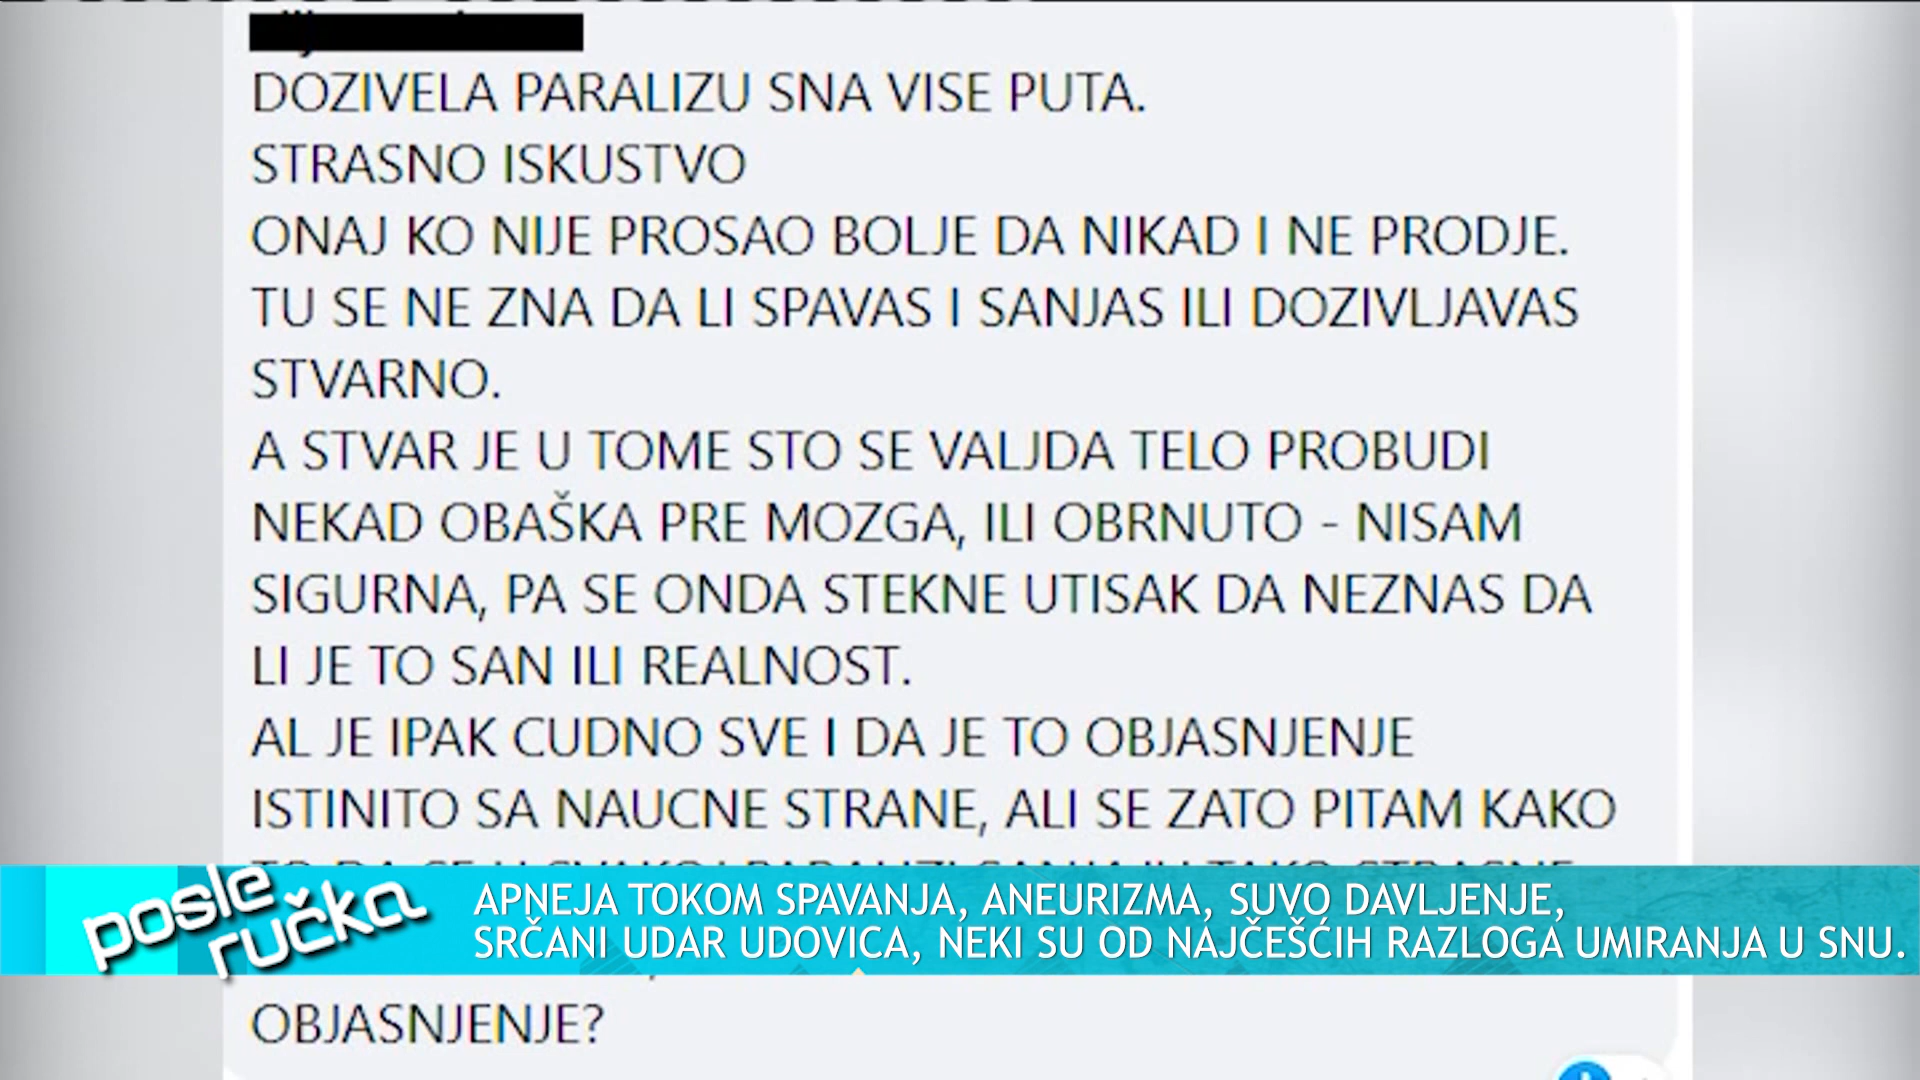 DOZIVELA PARALIZU SNA VISE PUTA.
STRASNO ISKUSTVO
ONAJ KO NIJE PROSAO BOLJE DA NIKAD I NE PRODJE.
TU SE NE ZNA DA LI SPAVAS I SANJAS ILI DOZIVLJAVAS
STVARNO.
A STVAR JE U TOME STO SE VALJDA TELO PROBUDI
NEKAD OBAŠKA PRE MOZGA, ILI OBRNUTO - NISAM
SIGURNA, PA SE ONDA STEKNE UTISAK DA NEZNAS DA
LI JE TO SAN ILI REALNOST.
AL JE IPAK CUDNO SVE I DA JE TO OBJASNJENJE
ISTINITO SA NAUCNE STRANE, ALI SE ZATO PITAM KAKO
posle
ručka
APNEJA TOKOM SPAVANJA, ANEURIZMA, SUVO DAVLJENJE,
SRČANI UDAR UDOVICA, NEKI SU OD NAJČEŠĆIH RAZLOGA UMIRANJA U SNU.
OBJASNJENJE?